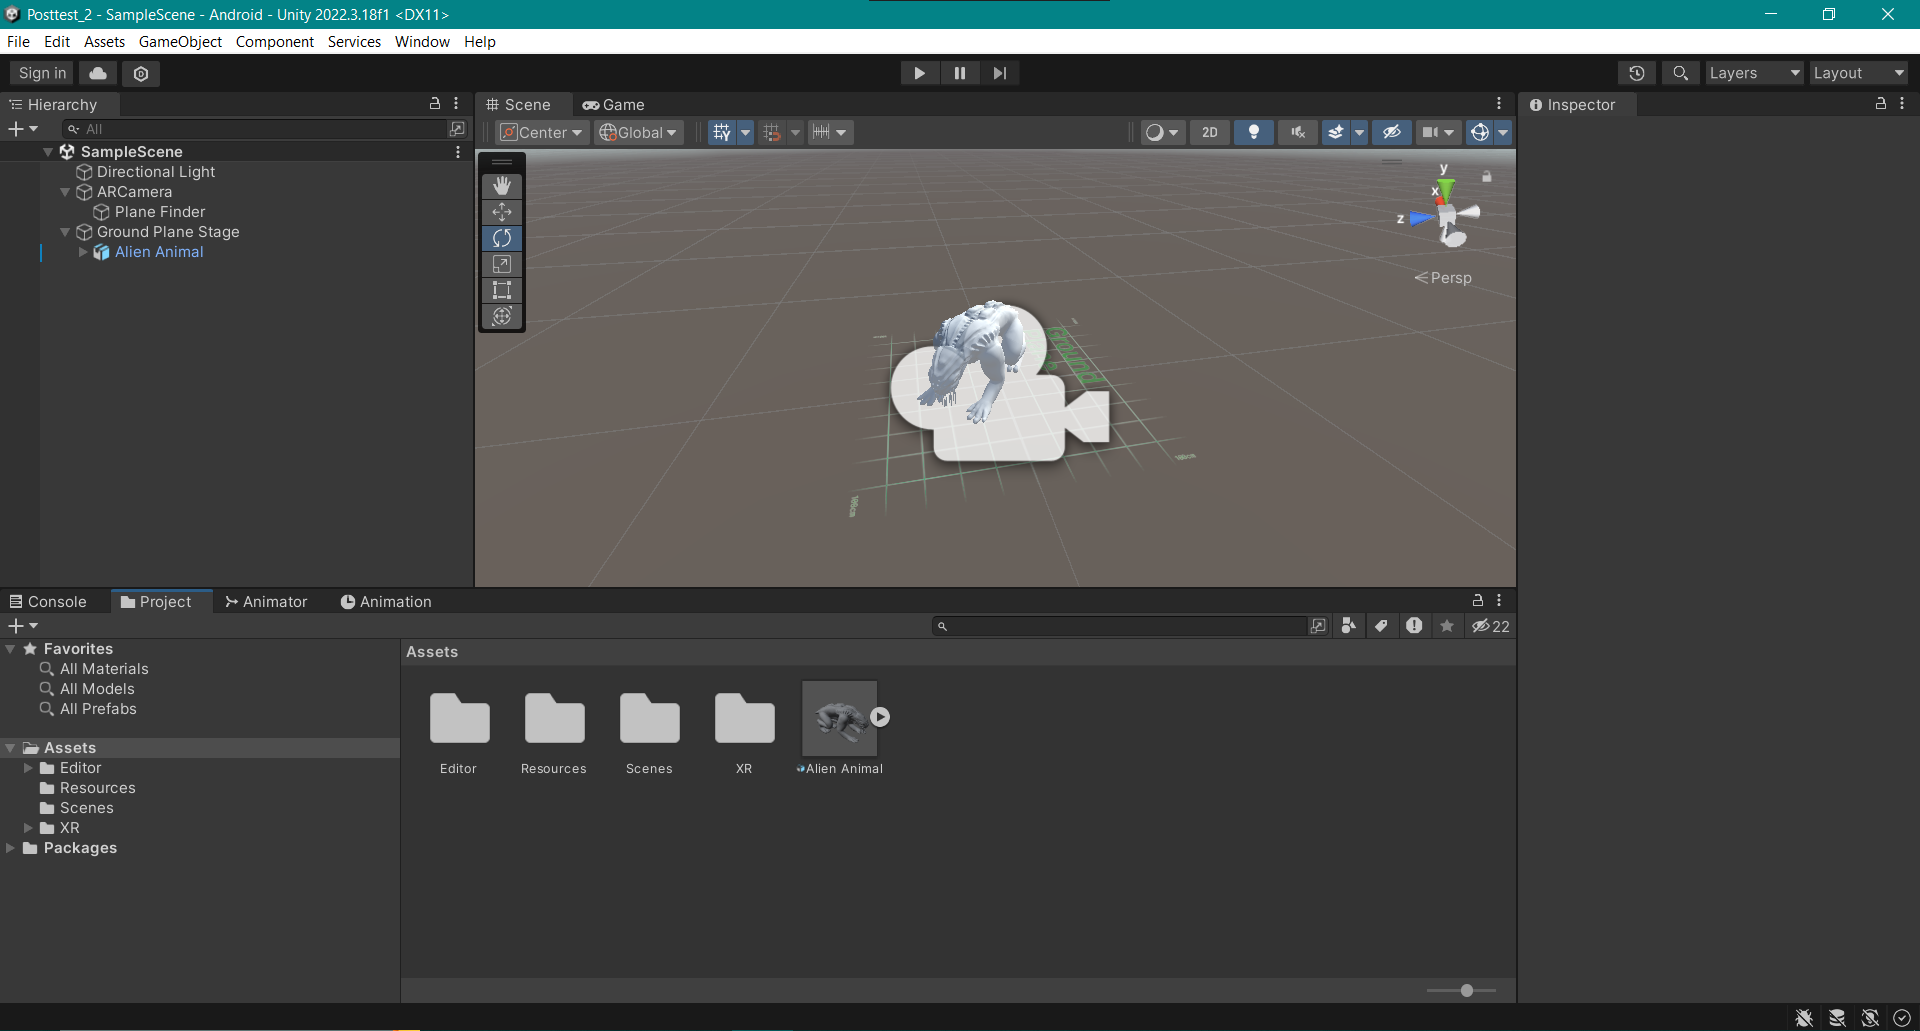 Posttest_2 - SampleScene - Android - Unity 2022.3.18f1 <DX11>
File Edit Assets GameObject Component Services Window Help
Sign in
Layers
Layout
Hierarchy
All
SampleScene
Directional Light
ARCamera
Plane Finder
Ground Plane Stage
Alien Animal
Scene
Game
Center
Global
2D
y
x
z
Persp
Ground
100cm
100cm
Inspector
Console
Project
Animator
Animation
22
Favorites
All Materials
All Models
All Prefabs
Assets
Editor
Resources
Scenes
XR
Packages
Assets
Editor
Resources
Scenes
XR
Alien Animal